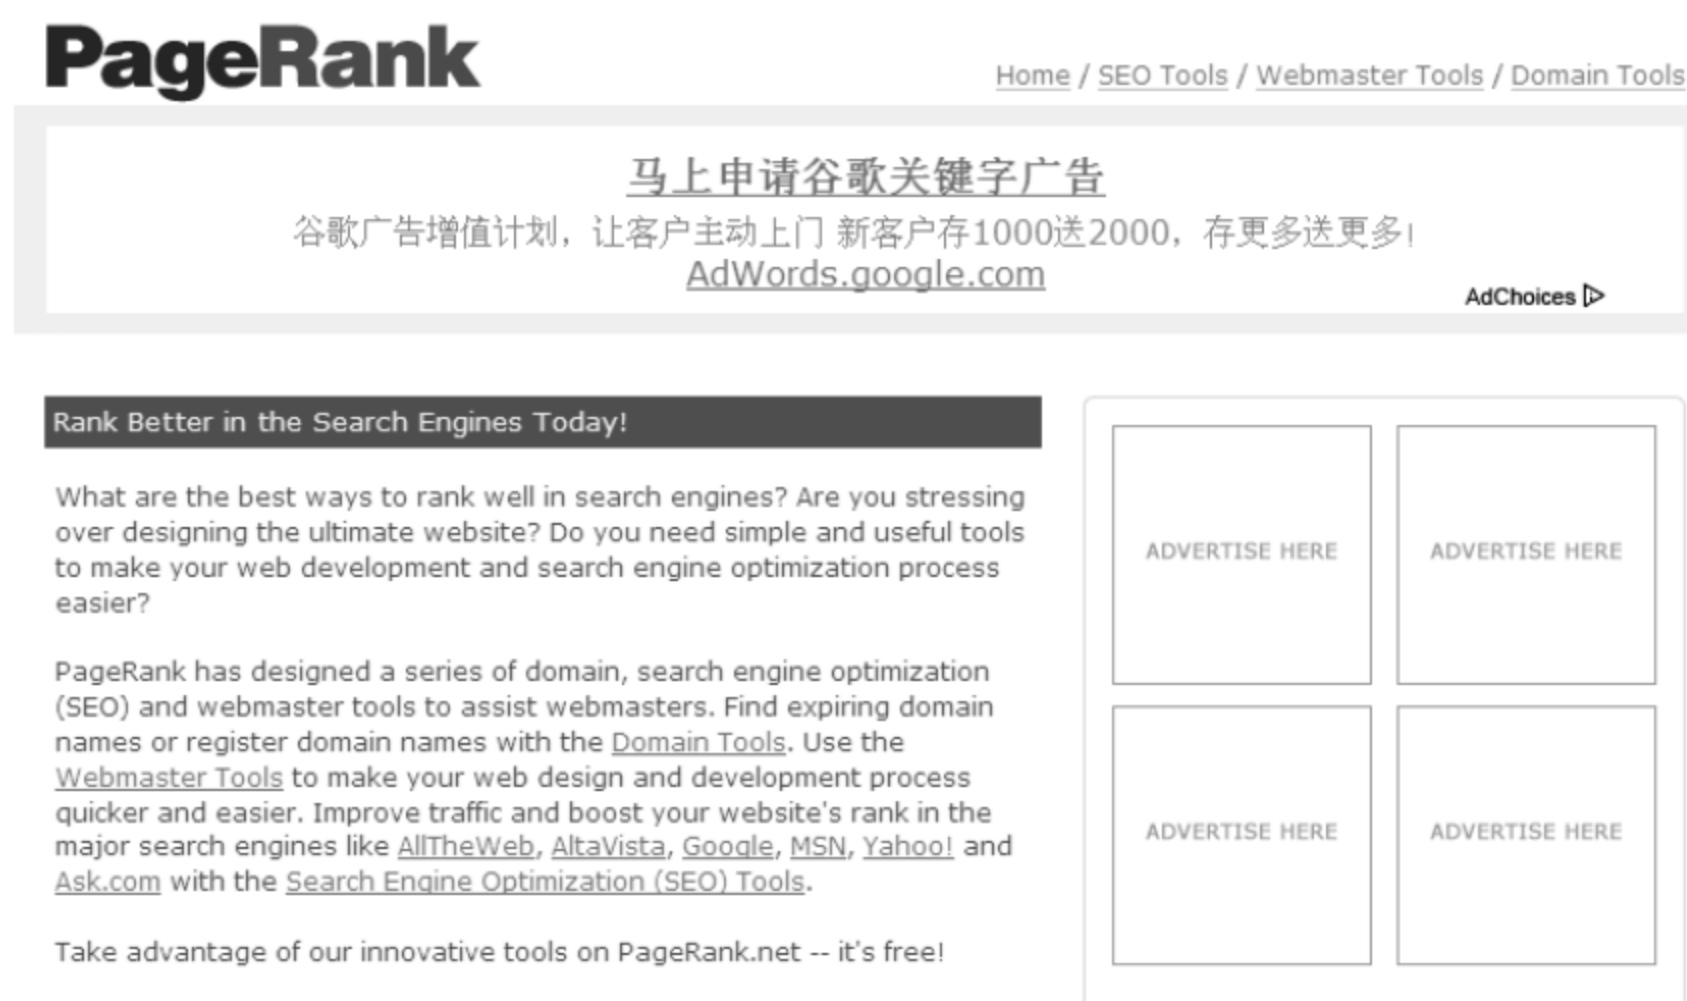 PageRank
Home / SEO Tools / Webmaster Tools / Domain Tools
马上申请谷歌关键字广告
谷歌广告增值计划，让客户主动上门 新客户存1000送2000，存更多送更多!
AdWords.google.com
AdChoices
Rank Better in the Search Engines Today!
What are the best ways to rank well in search engines? Are you stressing
over designing the ultimate website? Do you need simple and useful tools
to make your web development and search engine optimization process
easier?
PageRank has designed a series of domain, search engine optimization
(SEO) and webmaster tools to assist webmasters. Find expiring domain
names or register domain names with the Domain Tools. Use the
Webmaster Tools to make your web design and development process
quicker and easier. Improve traffic and boost your website's rank in the
major search engines like AllTheWeb, AltaVista, Google, MSN, Yahoo! and
Ask.com with the Search Engine Optimization (SEO) Tools.
Take advantage of our innovative tools on PageRank.net -- it's free!
ADVERTISE HERE
ADVERTISE HERE
ADVERTISE HERE
ADVERTISE HERE